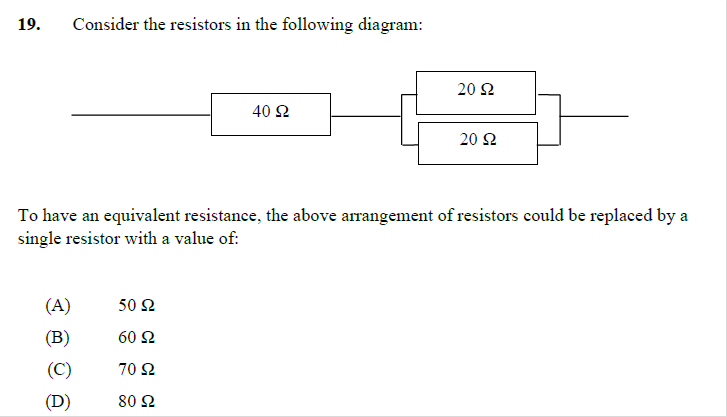 19. Consider the resistors in the following diagram:
20 Ω
40 Ω
20 Ω
To have an equivalent resistance, the above arrangement of resistors could be replaced by a
single resistor with a value of:
(A) 50 Ω
(B) 60 Ω
(C) 70 Ω
(D) 80 Ω